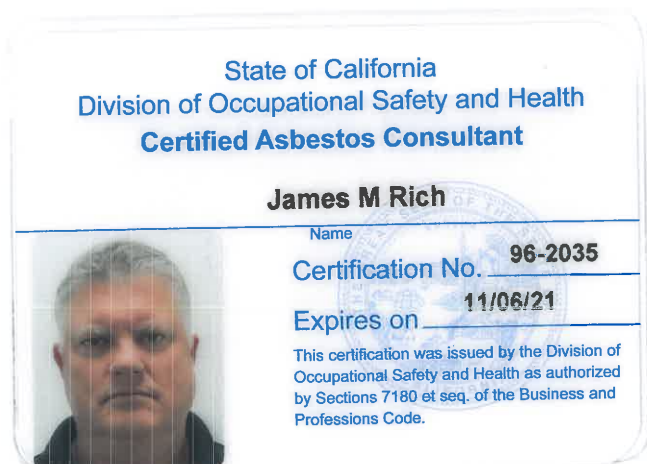 State of California
Division of Occupational Safety and Health
Certified Asbestos Consultant
James M Rich
Name
Certification No. 96-2035
Expires on 11/06/21
This certification was issued by the Division of
Occupational Safety and Health as authorized
by Sections 7180 et seq. of the Business and
Professions Code.